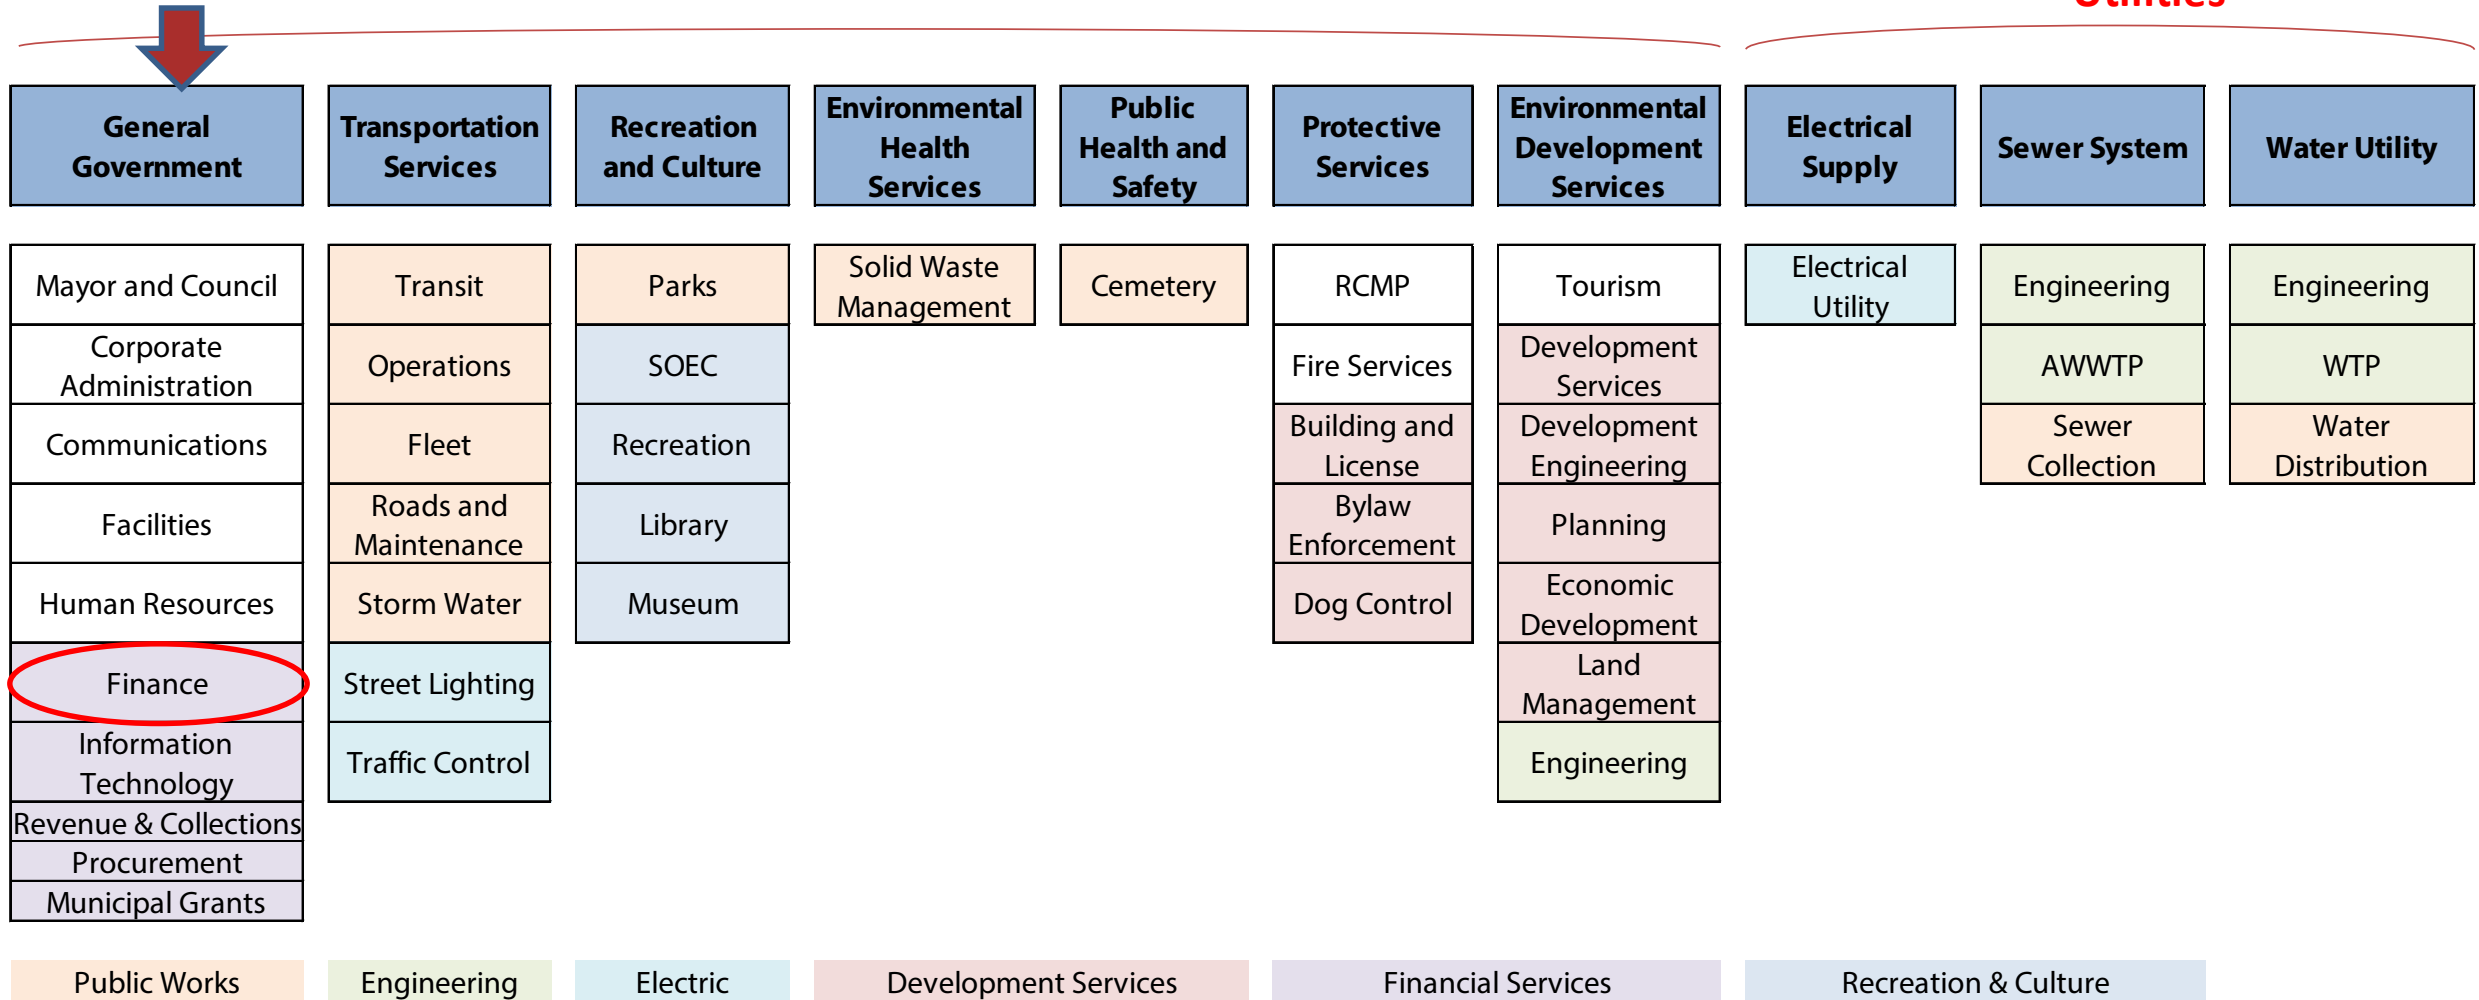 Utilities
General
Government
Transportation
Services
Recreation
and Culture
Environmental
Health
Services
Public
Health and
Safety
Protective
Services
Environmental
Development
Services
Electrical
Supply
Sewer System
Water Utility
Mayor and Council
Corporate
Administration
Communications
Facilities
Human Resources
Finance
Information
Technology
Revenue & Collections
Procurement
Municipal Grants
Transit
Operations
Fleet
Roads and
Maintenance
Storm Water
Street Lighting
Traffic Control
Parks
SOEC
Recreation
Library
Museum
Solid Waste
Management
Cemetery
RCMP
Fire Services
Building and
License
Bylaw
Enforcement
Dog Control
Tourism
Development
Services
Development
Engineering
Planning
Economic
Development
Land
Management
Engineering
Electrical
Utility
Engineering
AWWTP
Sewer
Collection
Engineering
WTP
Water
Distribution
Public Works
Engineering
Electric
Development Services
Financial Services
Recreation & Culture